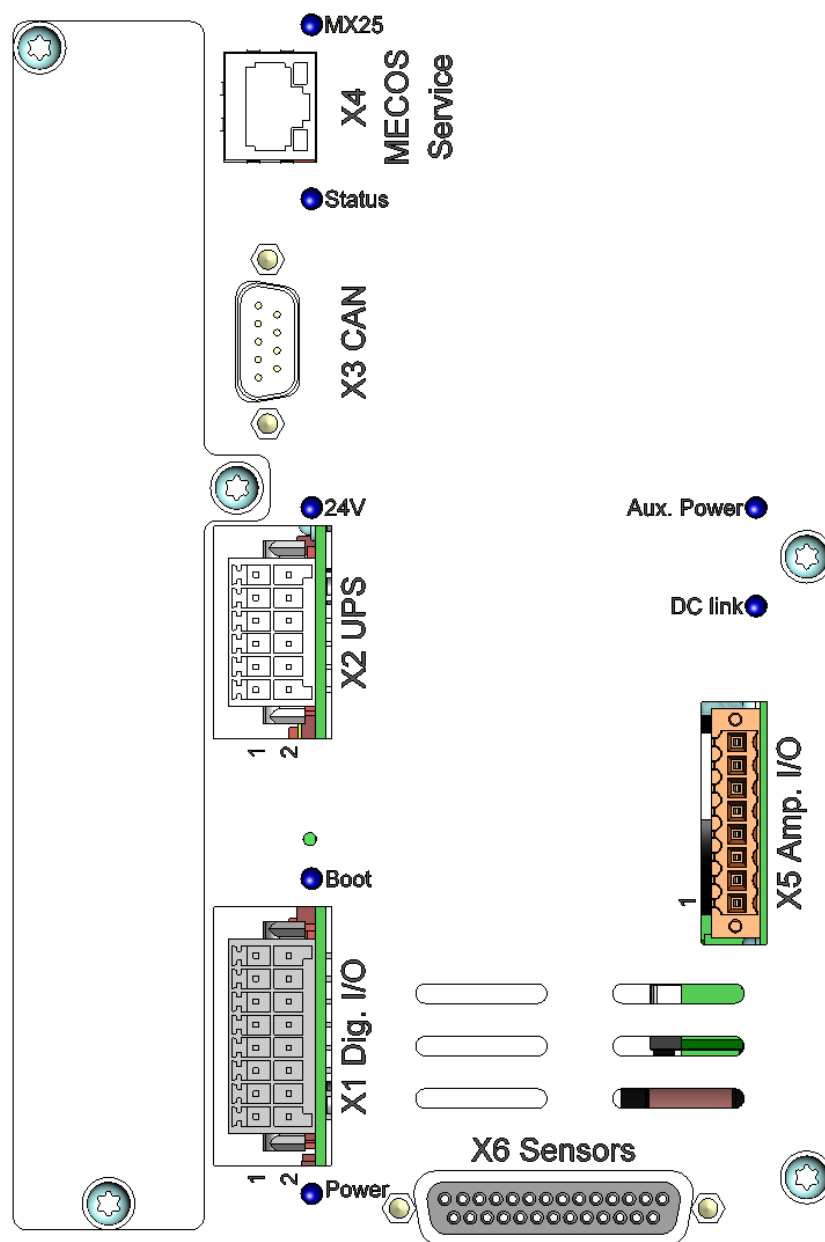 MX25
X4
MECOS
Service
Status
X3 CAN
24V
Aux. Power
DC link
X2 UPS
1
2
X5 Amp. I/O
1
Boot
X1 Dig. I/O
1
2
X6 Sensors
Power